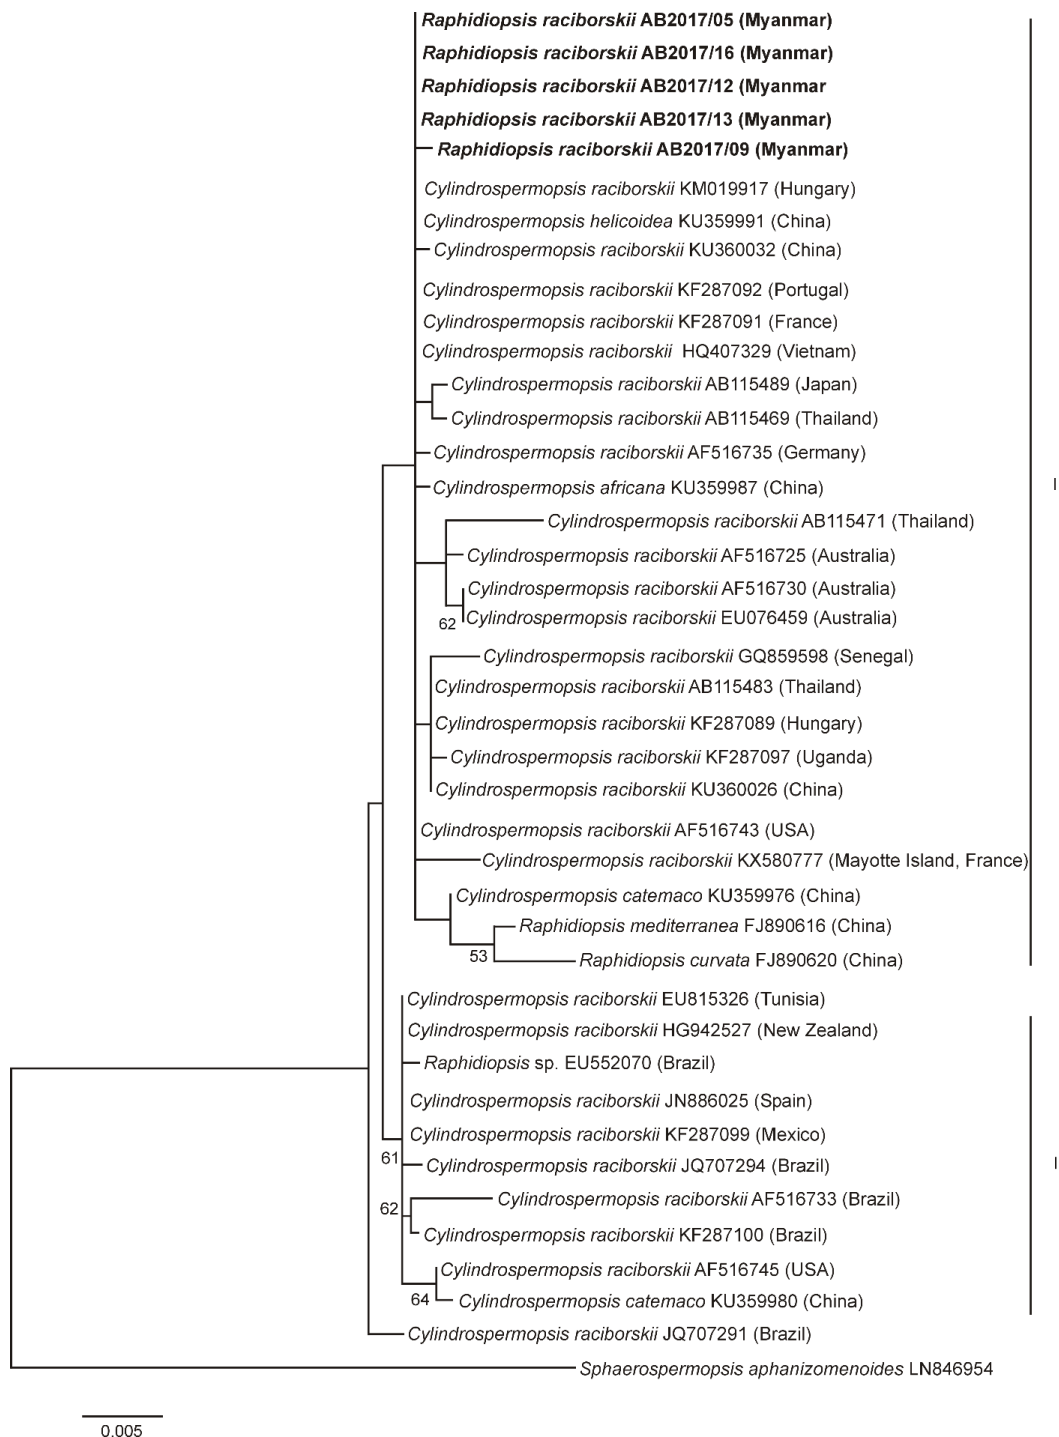 Raphidiopsis raciborskii AB2017/05 (Myanmar)
Raphidiopsis raciborskii AB2017/16 (Myanmar)
Raphidiopsis raciborskii AB2017/12 (Myanmar
Raphidiopsis raciborskii AB2017/13 (Myanmar)
Raphidiopsis raciborskii AB2017/09 (Myanmar)
Cylindrospermopsis raciborskii KM019917 (Hungary)
Cylindrospermopsis helicoidea KU359991 (China)
Cylindrospermopsis raciborskii KU360032 (China)
Cylindrospermopsis raciborskii KF287092 (Portugal)
Cylindrospermopsis raciborskii KF287091 (France)
Cylindrospermopsis raciborskii HQ407329 (Vietnam)
Cylindrospermopsis raciborskii AB115489 (Japan)
Cylindrospermopsis raciborskii AB115469 (Thailand)
Cylindrospermopsis raciborskii AF516735 (Germany)
I
Cylindrospermopsis africana KU359987 (China)
Cylindrospermopsis raciborskii AB115471 (Thailand)
Cylindrospermopsis raciborskii AF516725 (Australia)
Cylindrospermopsis raciborskii AF516730 (Australia)
62
Cylindrospermopsis raciborskii EU076459 (Australia)
Cylindrospermopsis raciborskii GQ859598 (Senegal)
Cylindrospermopsis raciborskii AB115483 (Thailand)
Cylindrospermopsis raciborskii KF287089 (Hungary)
Cylindrospermopsis raciborskii KF287097 (Uganda)
Cylindrospermopsis raciborskii KU360026 (China)
Cylindrospermopsis raciborskii AF516743 (USA)
Cylindrospermopsis raciborskii KX580777 (Mayotte Island, France)
Cylindrospermopsis catemaco KU359976 (China)
Raphidiopsis mediterranea FJ890616 (China)
53
Raphidiopsis curvata FJ890620 (China)
Cylindrospermopsis raciborskii EU815326 (Tunisia)
Cylindrospermopsis raciborskii HG942527 (New Zealand)
Raphidiopsis sp. EU552070 (Brazil)
Cylindrospermopsis raciborskii JN886025 (Spain)
Cylindrospermopsis raciborskii KF287099 (Mexico)
61
Cylindrospermopsis raciborskii JQ707294 (Brazil)
I
Cylindrospermopsis raciborskii AF516733 (Brazil)
62
Cylindrospermopsis raciborskii KF287100 (Brazil)
Cylindrospermopsis raciborskii AF516745 (USA)
64
Cylindrospermopsis catemaco KU359980 (China)
Cylindrospermopsis raciborskii JQ707291 (Brazil)
Sphaerospermopsis aphanizomenoides LN846954
0.005